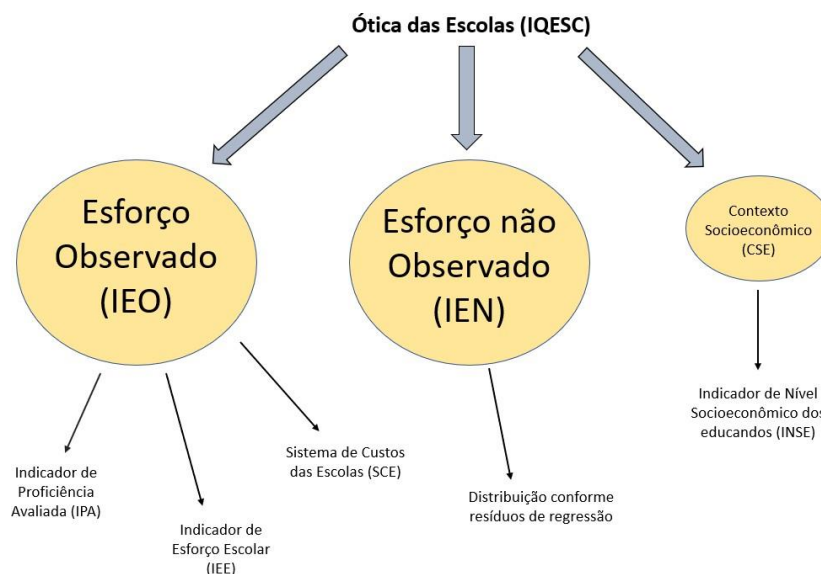 Ótica das Escolas (IQESC)
Esforço
Observado
(IEO)
Esforço não
Observado
(IEN)
Contexto
Socioeconômico
(CSE)
Indicador de
Proficiência
Avaliada (IPA)
Indicador de
Esforço Escolar
(IEE)
Sistema de Custos
das Escolas (SCE)
Distribuição conforme
resíduos de regressão
Indicador de Nível
Socioeconômico dos
educandos (INSE)